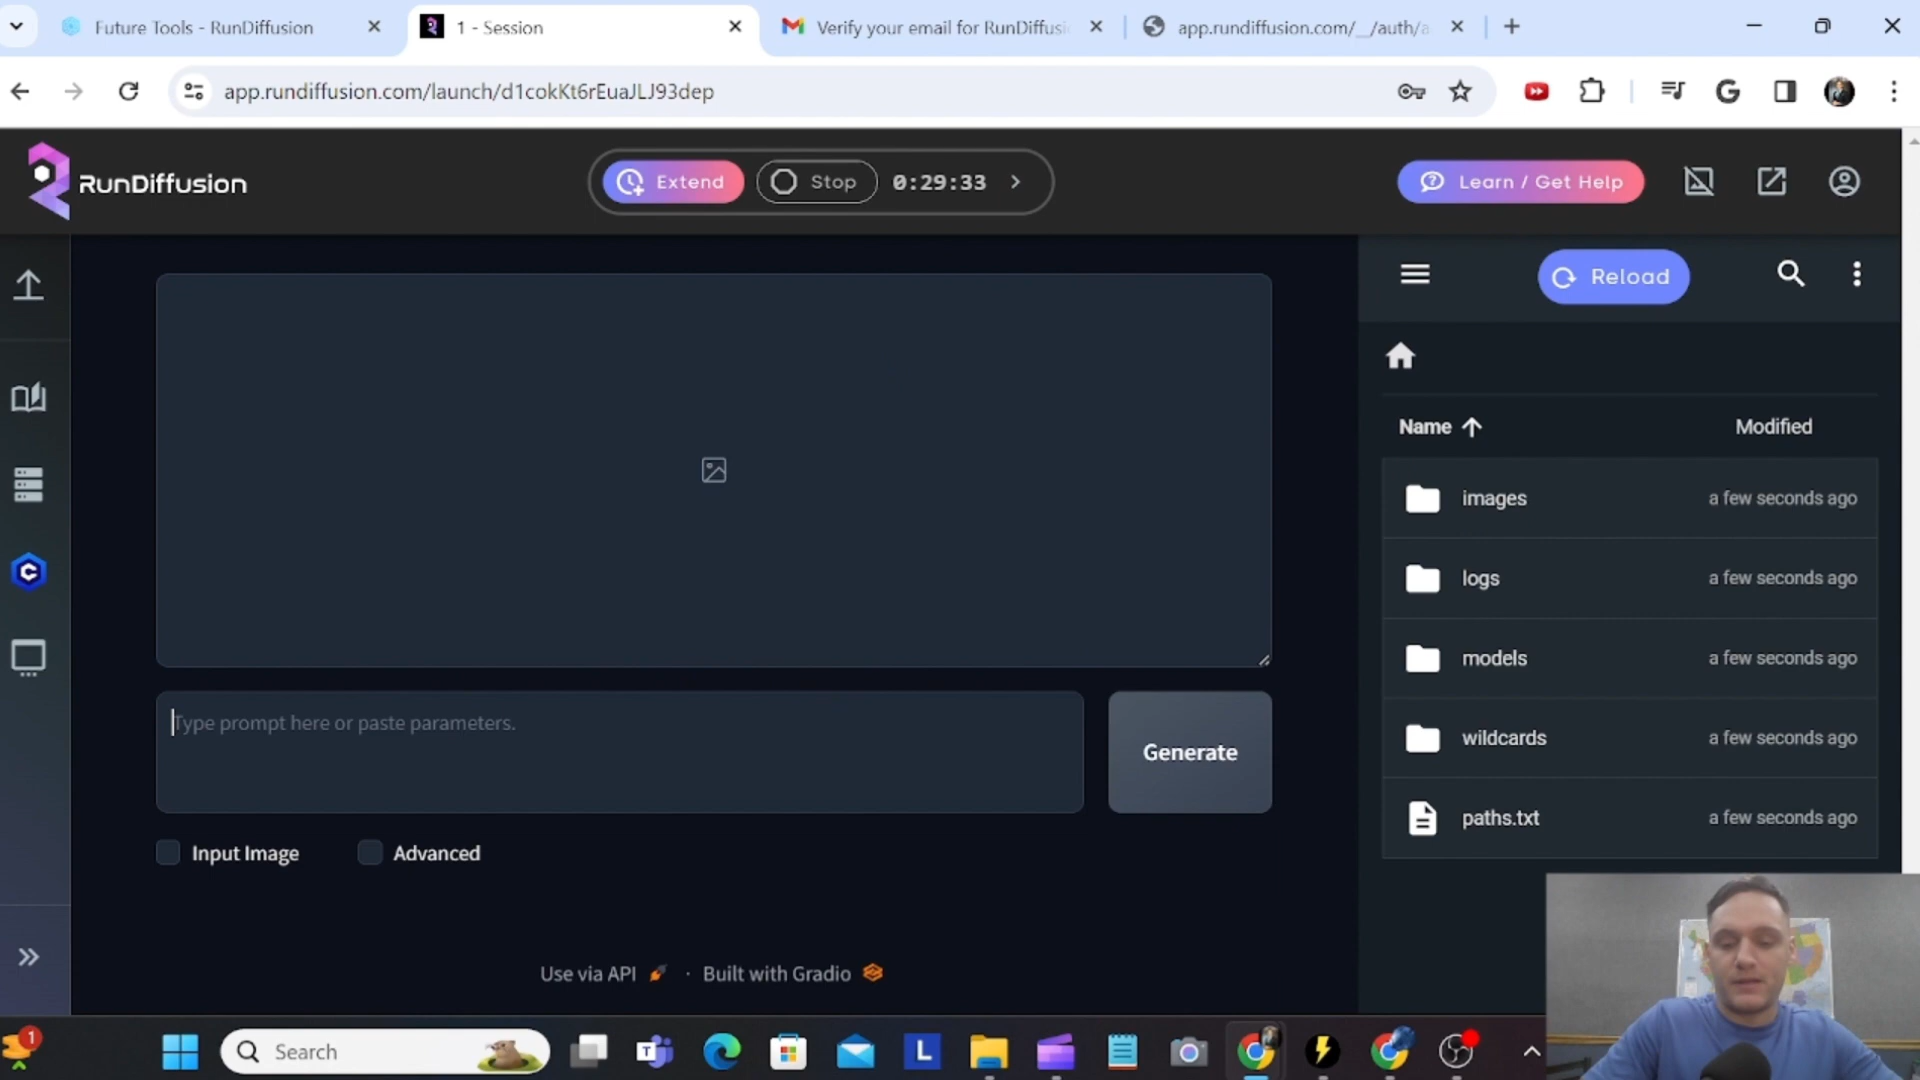 Future Tools - RunDiffusion
1 - Session
Verify your email for RunDiffusi
app.rundiffusion.com/__/auth/a
app.rundiffusion.com/launch/d1cokKt6rEuaJLJ93dep
RunDiffusion
Extend
Stop
0:29:33
Learn / Get Help
Reload
Name
Modified
images
a few seconds ago
logs
a few seconds ago
models
a few seconds ago
wildcards
a few seconds ago
paths.txt
a few seconds ago
Type prompt here or paste parameters.
Generate
Input Image
Advanced
Use via API
·
Built with Gradio
1
Search
T
L